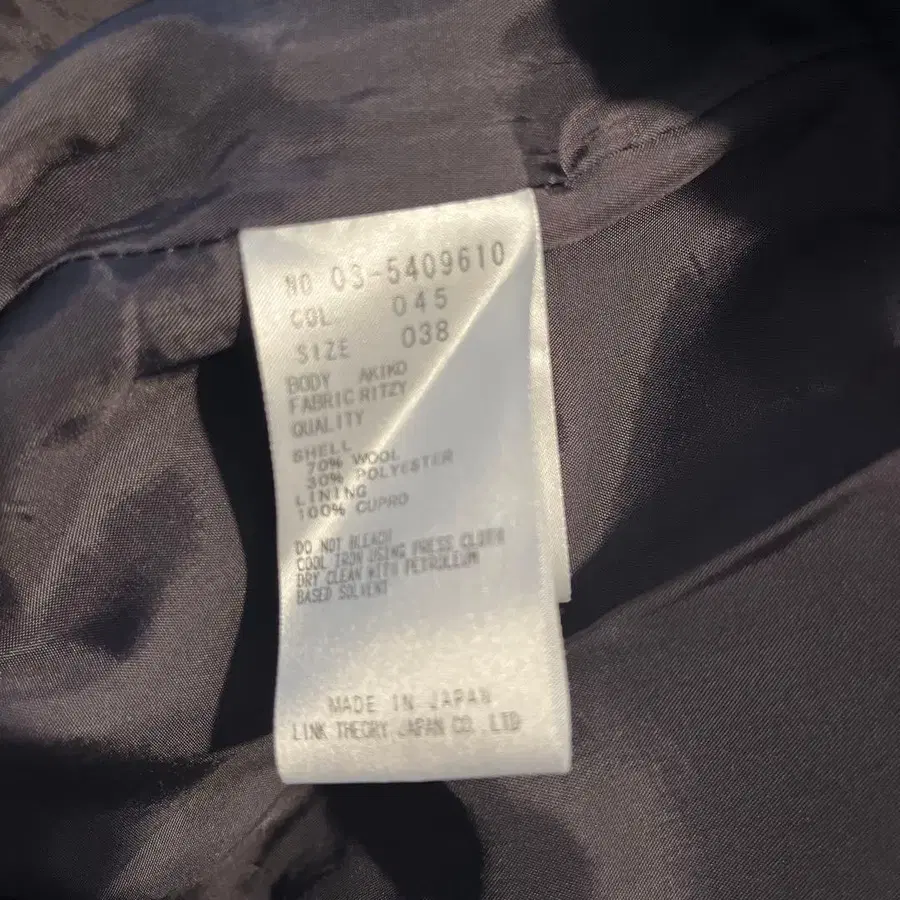 NO 03-5409610
COL. 045
SIZE 038
BODY AKIKO
FABRIC RITZY
QUALITY
SHELL
70% WOOL
30% POLYESTER
LINING
100% CUPRO
DO NOT BLEACH
COOL IRON USING PRESS CLOTH
DRY CLEAN WITH PETROLEUM
BASED SOLVENT
MADE IN JAPAN
LINK THEORY JAPAN CO.,LTD